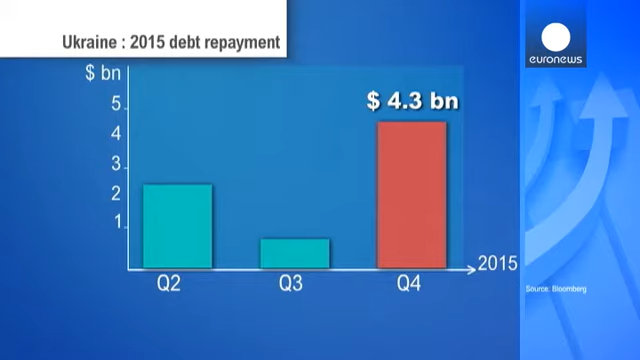 Ukraine : 2015 debt repayment
euronews
$ bn
$ 4.3 bn
5
4
3
2
1
2015
Q2 Q3 Q4
Source: Bloomberg